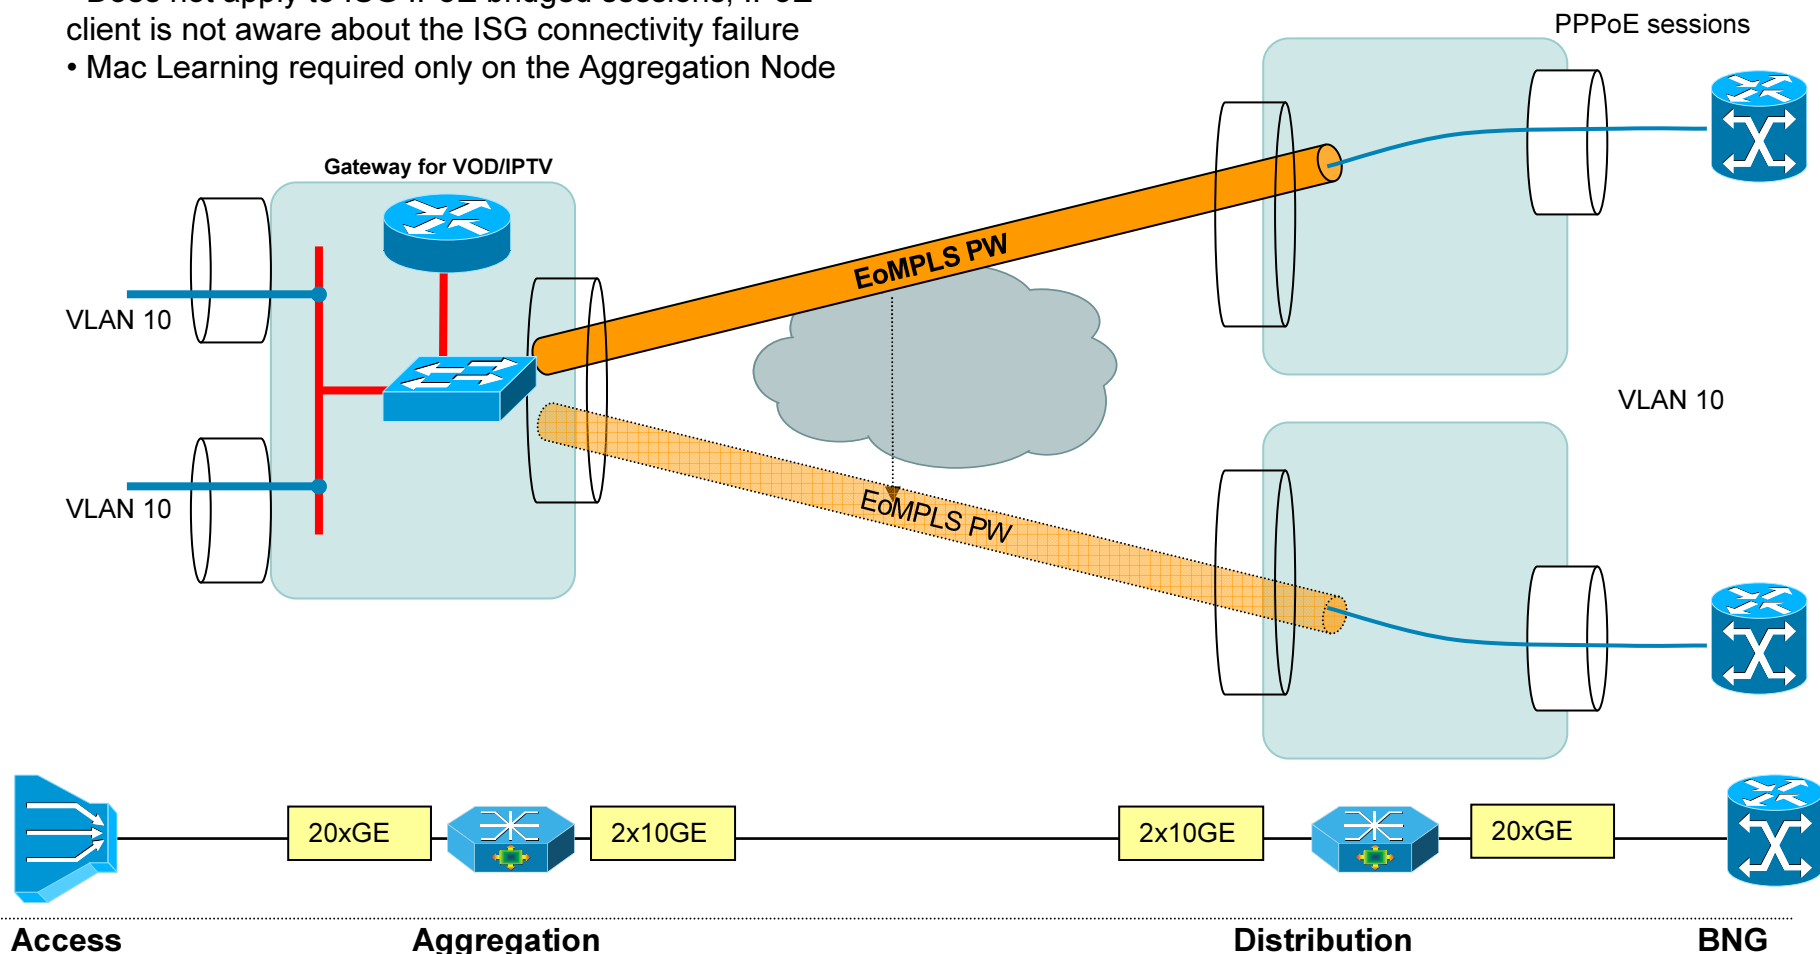 client is not aware about the ISG connectivity failure
• Mac Learning required only on the Aggregation Node
PPPoE sessions
Gateway for VOD/IPTV
VLAN 10
VLAN 10
EoMPLS PW
EoMPLS PW
VLAN 10
20xGE
2x10GE
2x10GE
20xGE
Access
Aggregation
Distribution
BNG